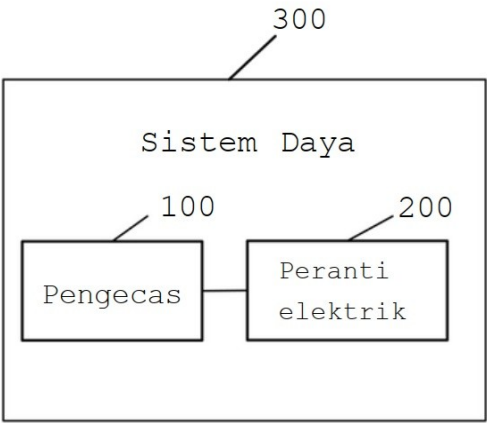 300
Sistem Daya
100
200
Pengecas
Peranti
elektrik